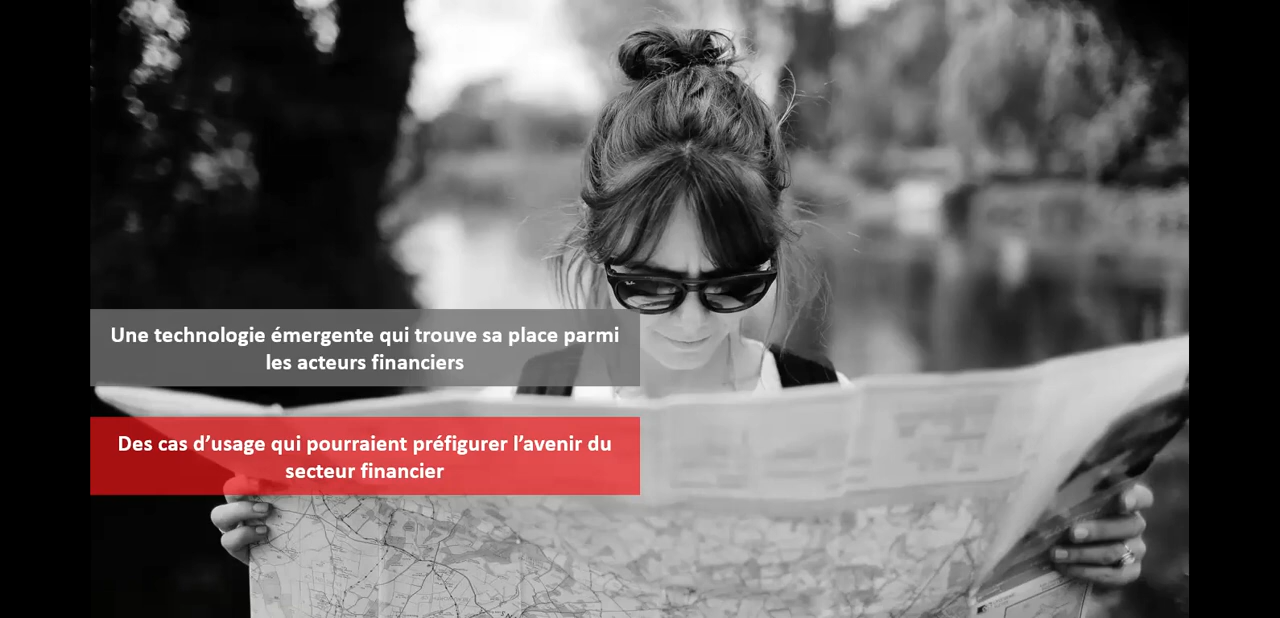 Une technologie émergente qui trouve sa place parmi
les acteurs financiers
Des cas d’usage qui pourraient préfigurer l’avenir du
secteur financier